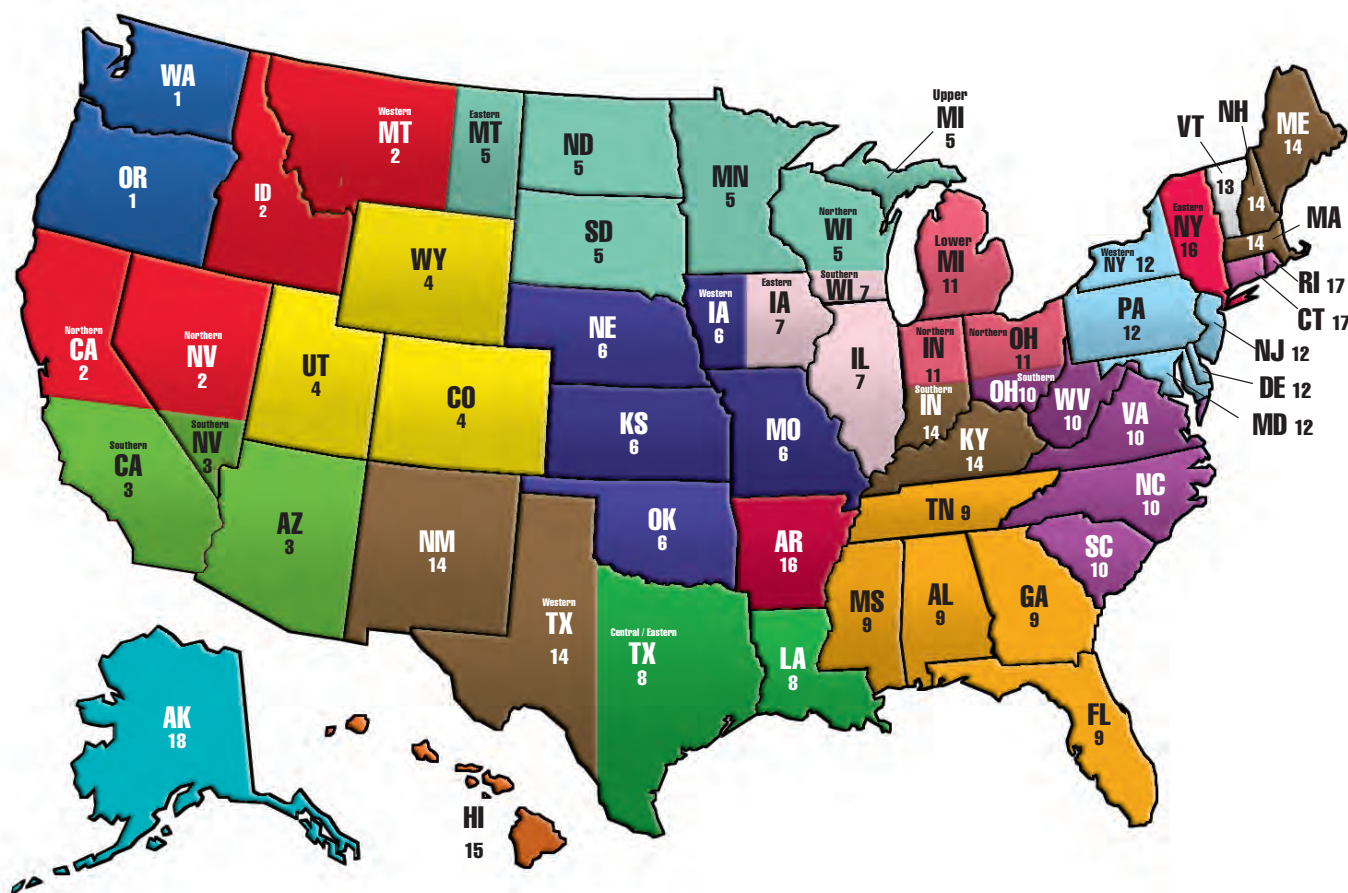 WA
1
OR
1
ID
2
Western
MT
2
Eastern
MT
5
ND
5
SD
5
MN
5
Upper
MI
5
Northern
WI
5
Southern
WI 7
Lower
MI
11
WY
4
Northern
CA
2
Northern
NV
2
UT
4
CO
4
NE
6
Western
IA
6
Eastern
IA
7
IL
7
Northern
IN
11
Southern
IN
14
Northern
OH
11
Southern
OH10
WV
10
VA
10
Southern
CA
3
Southern
NV
3
AZ
3
NM
14
KS
6
MO
6
OK
6
AR
16
KY
14
TN 9
NC
10
SC
10
MS
9
AL
9
GA
9
FL
9
Western
TX
14
Central / Eastern
TX
8
LA
8
AK
18
HI
15
VT
13
NH
14
ME
14
MA
14
Eastern
NY
16
Western
NY 12
PA
12
RI 17
CT 17
NJ 12
DE 12
MD 12